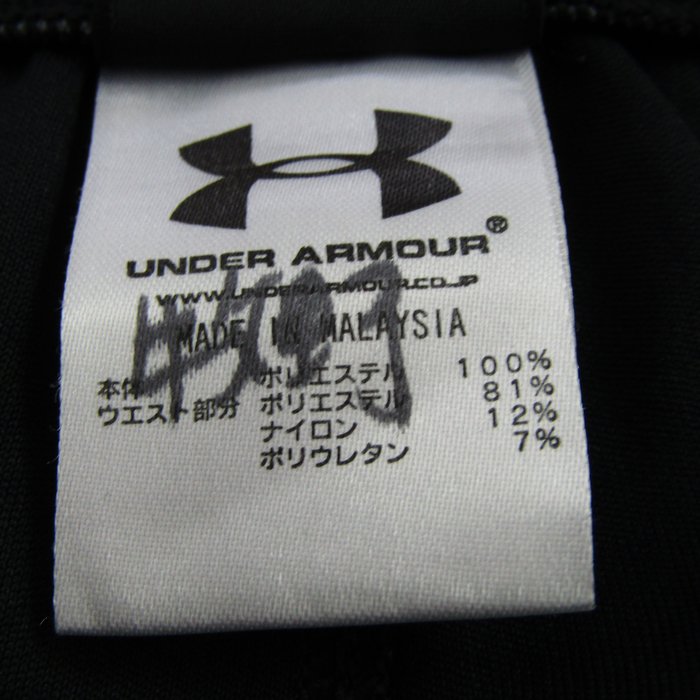 UNDER ARMOUR®
WWW.UNDERARMOUR.CO.JP
MADE IN MALAYSIA
本体 ポリエステル 100%
ウエスト部分 ポリエステル 81%
ナイロン 12%
ポリウレタン 7%